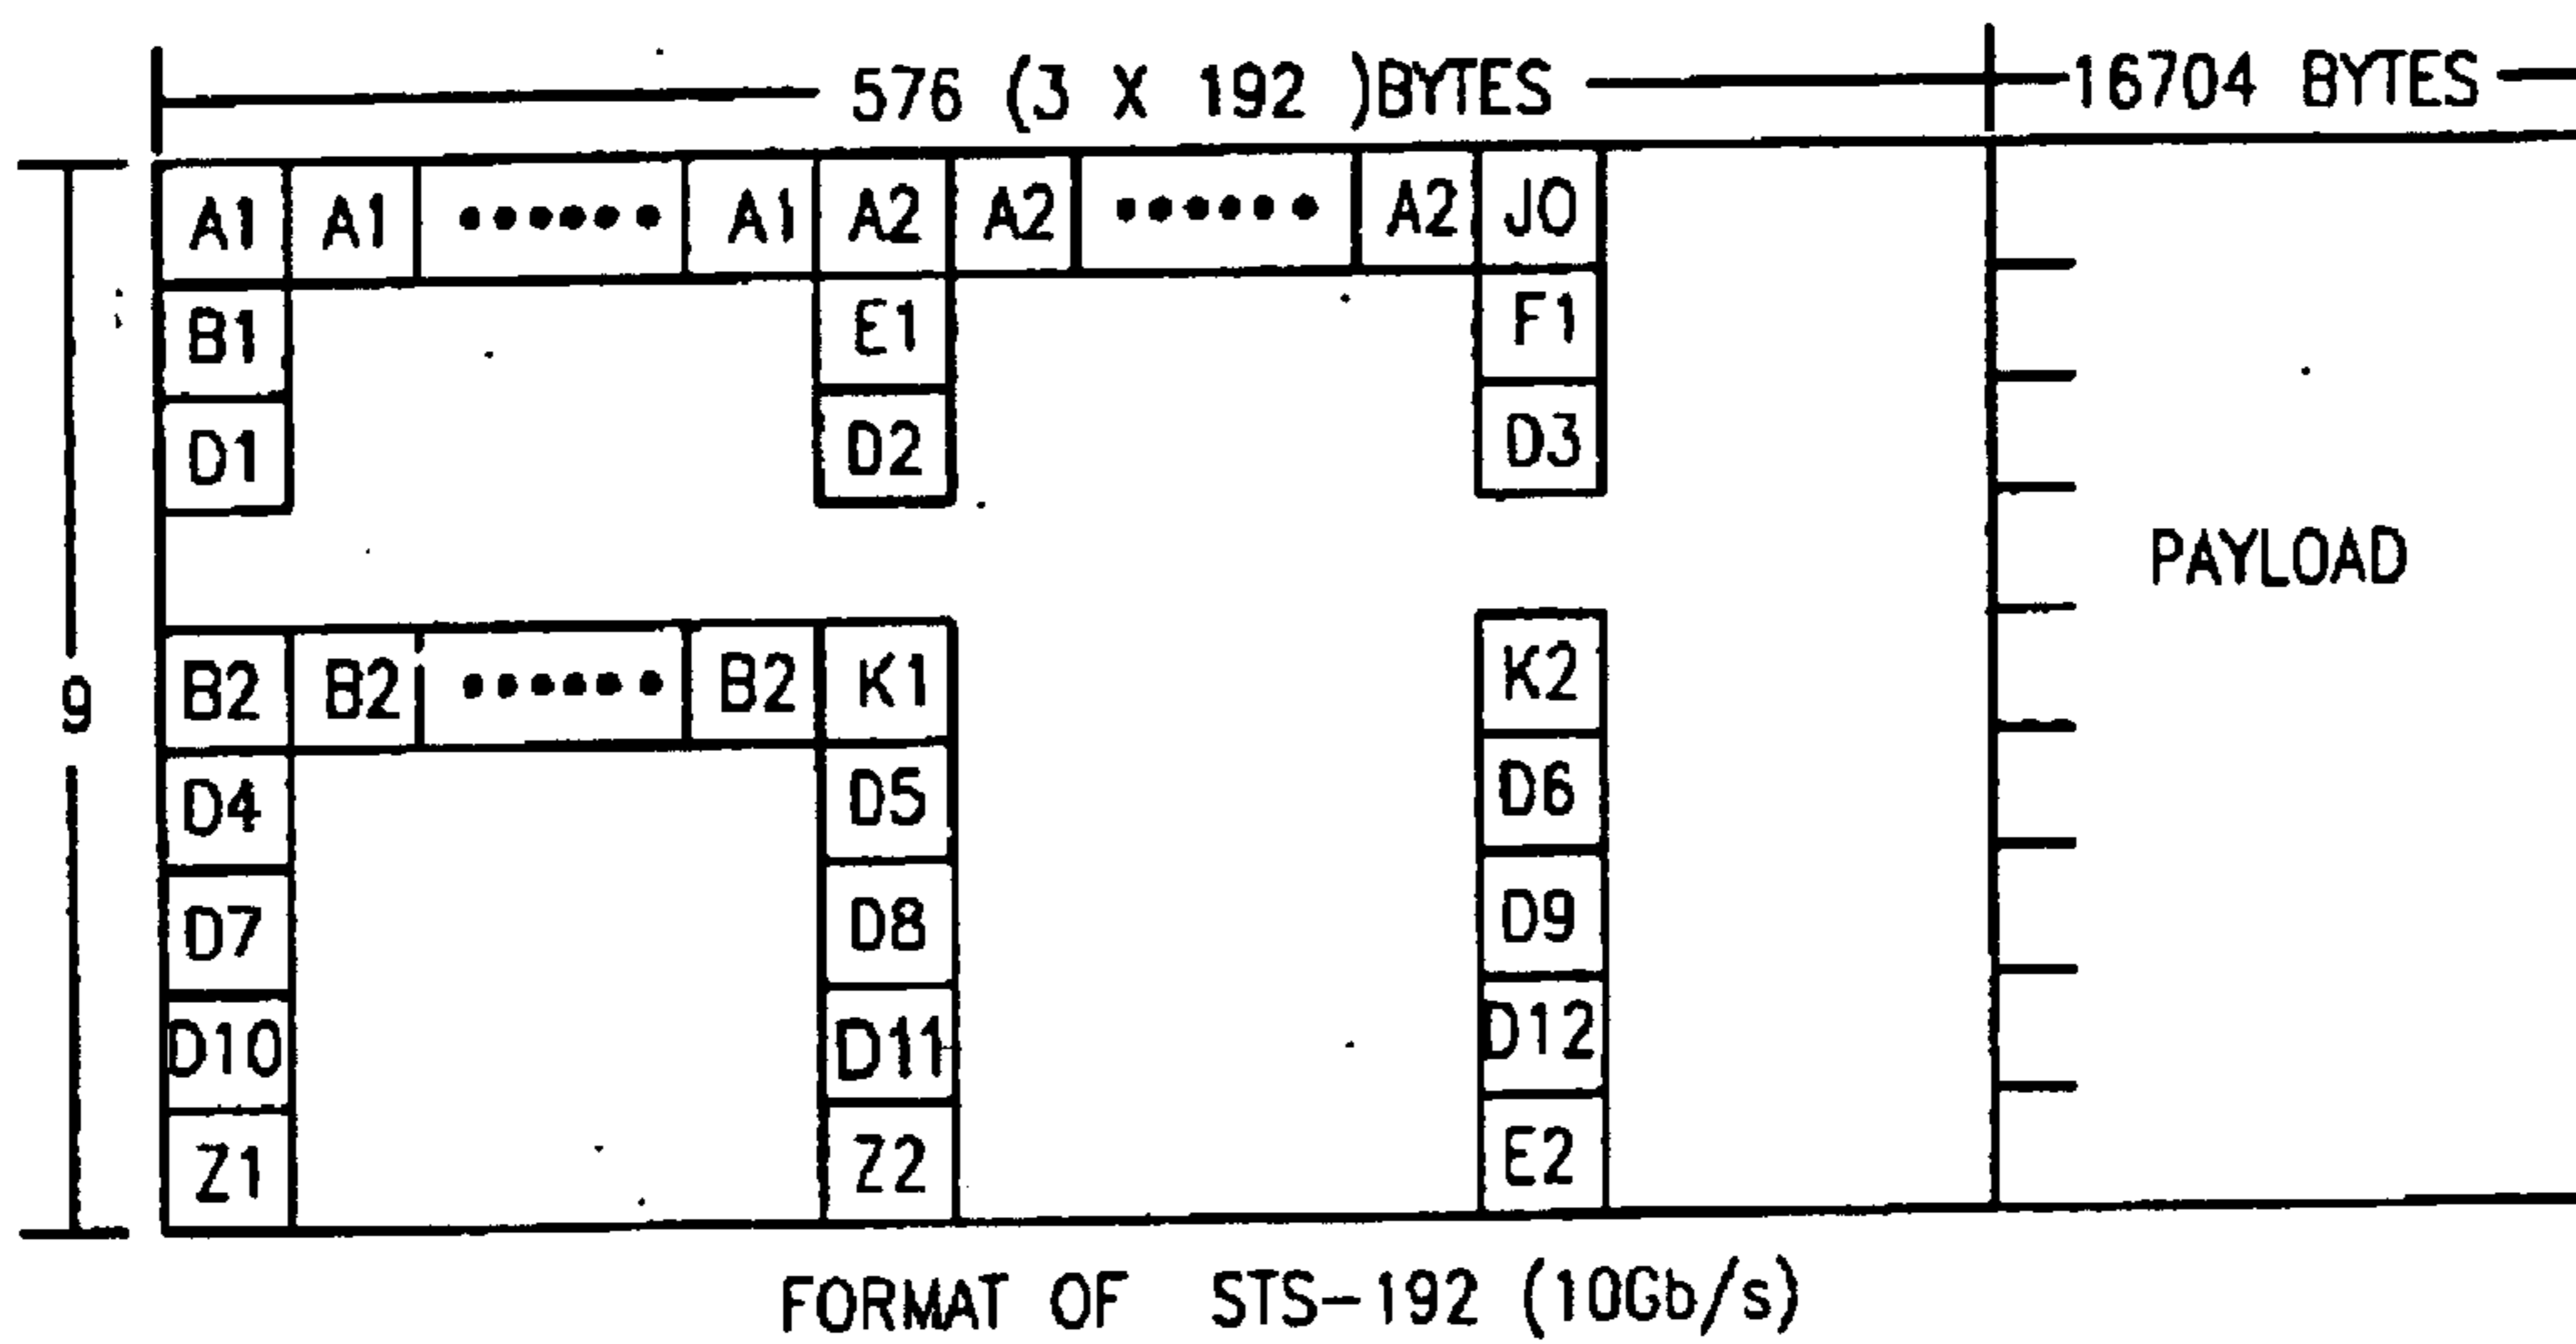 576 (3 X 192 )BYTES 16704 BYTES
A1 A1 •••••• A1 A2 A2 •••••• A2 J0
B1 E1 F1
D1 D2 D3
PAYLOAD
B2 B2 •••••• B2 K1 K2
9
D4 D5 D6
D7 D8 D9
D10 D11 D12
Z1 Z2 E2
FORMAT OF STS-192 (10Gb/s)